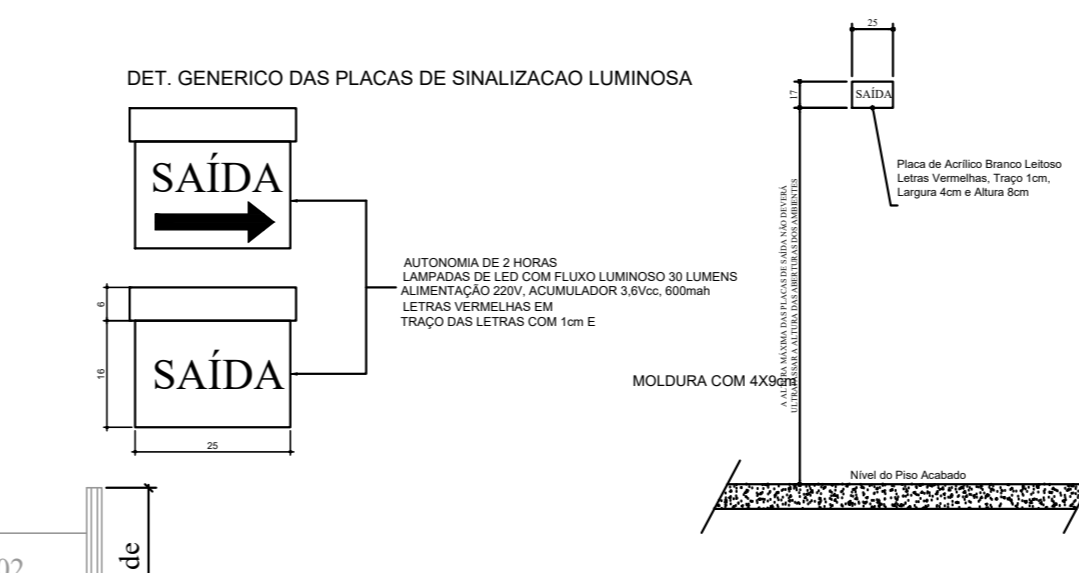 DET. GENERICO DAS PLACAS DE SINALIZACAO LUMINOSA
SAÍDA
6
16
SAÍDA
25
AUTONOMIA DE 2 HORAS
LAMPADAS DE LED COM FLUXO LUMINOSO 30 LUMENS
ALIMENTAÇÃO 220V, ACUMULADOR 3,6Vcc, 600mah
LETRAS VERMELHAS EM
TRAÇO DAS LETRAS COM 1cm E
MOLDURA COM 4X9cm
25
17
SAÍDA
Placa de Acrílico Branco Leitoso
Letras Vermelhas, Traço 1cm,
Largura 4cm e Altura 8cm
A ALTURA MÁXIMA DAS PLACAS DE SAÍDA NÃO DEVERÁ
ULTRAPASSAR A ALTURA DAS ABERTURAS DOS AMBIENTES
Nível do Piso Acabado
de
02